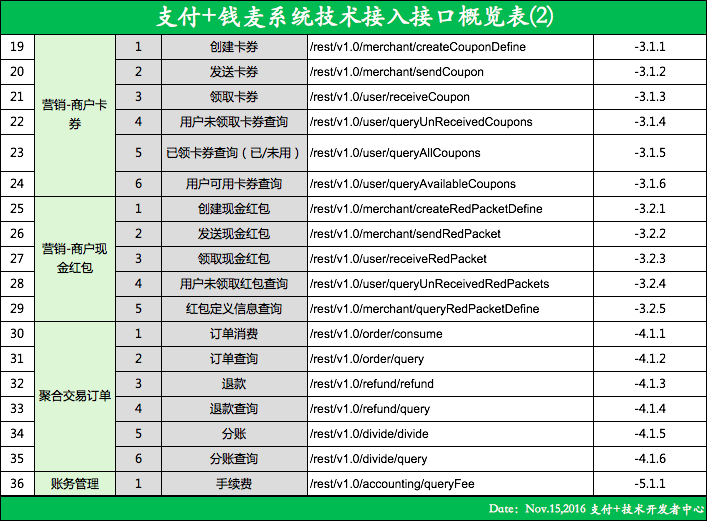 支付+钱麦系统技术接入接口概览表(2)
19 营销-商户卡券 1 创建卡券 /rest/v1.0/merchant/createCouponDefine -3.1.1
20 2 发送卡券 /rest/v1.0/merchant/sendCoupon -3.1.2
21 3 领取卡券 /rest/v1.0/user/receiveCoupon -3.1.3
22 4 用户未领取卡券查询 /rest/v1.0/user/queryUnReceivedCoupons -3.1.4
23 5 已领卡券查询（已/未用） /rest/v1.0/user/queryAllCoupons -3.1.5
24 6 用户可用卡券查询 /rest/v1.0/user/queryAvailableCoupons -3.1.6
25 营销-商户现金红包 1 创建现金红包 /rest/v1.0/merchant/createRedPacketDefine -3.2.1
26 2 发送现金红包 /rest/v1.0/merchant/sendRedPacket -3.2.2
27 3 领取现金红包 /rest/v1.0/user/receiveRedPacket -3.2.3
28 4 用户未领取红包查询 /rest/v1.0/user/queryUnReceivedRedPackets -3.2.4
29 5 红包定义信息查询 /rest/v1.0/merchant/queryRedPacketDefine -3.2.5
30 聚合交易订单 1 订单消费 /rest/v1.0/order/consume -4.1.1
31 2 订单查询 /rest/v1.0/order/query -4.1.2
32 3 退款 /rest/v1.0/refund/refund -4.1.3
33 4 退款查询 /rest/v1.0/refund/query -4.1.4
34 5 分账 /rest/v1.0/divide/divide -4.1.5
35 6 分账查询 /rest/v1.0/divide/query -4.1.6
36 账务管理 1 手续费 /rest/v1.0/accounting/queryFee -5.1.1
Date：Nov.15,2016 支付+技术开发者中心